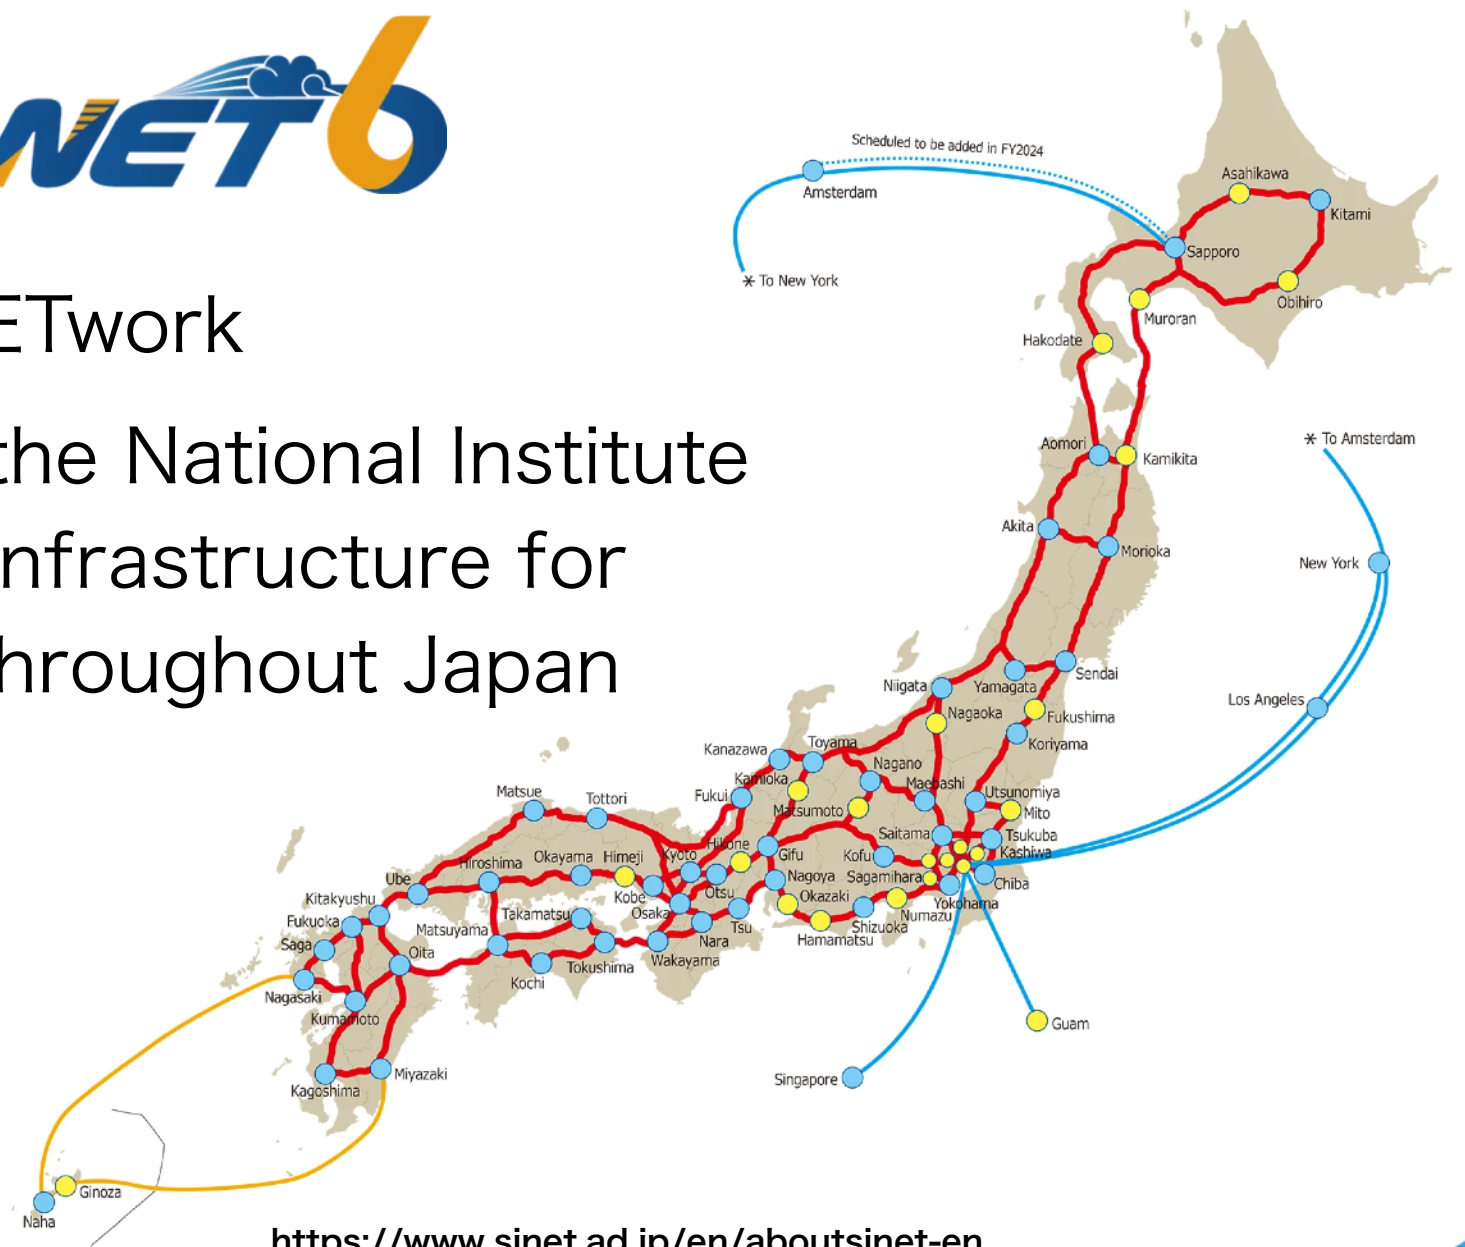 NET6
ETwork
the National Institute
nfrastructure for
hroughout Japan
Scheduled to be added in FY2024
Amsterdam
* To New York
Asahikawa
Kitami
Sapporo
Obihiro
Muroran
Hakodate
Aomori
Kamikita
* To Amsterdam
Akita
Morioka
New York
Niigata
Yamagata
Sendai
Los Angeles
Nagaoka
Fukushima
Koriyama
Kanazawa
Toyama
Nagano
Kamioka
Maebashi
Utsunomiya
Matsue
Tottori
Fukui
Matsumoto
Mito
Saitama
Tsukuba
Hikone
Gifu
Kofu
Kashiwa
Hiroshima
Okayama
Himeji
Kyoto
Sagamihara
Chiba
Ube
Kobe
Otsu
Nagoya
Okazaki
Yokohama
Kitakyushu
Osaka
Numazu
Fukuoka
Takamatsu
Tsu
Shizuoka
Matsuyama
Nara
Hamamatsu
Saga
Oita
Tokushima
Wakayama
Kochi
Nagasaki
Kumamoto
Guam
Kagoshima
Miyazaki
Singapore
Ginoza
Naha
https://www.sinet.ad.jp/en/aboutsinet-en